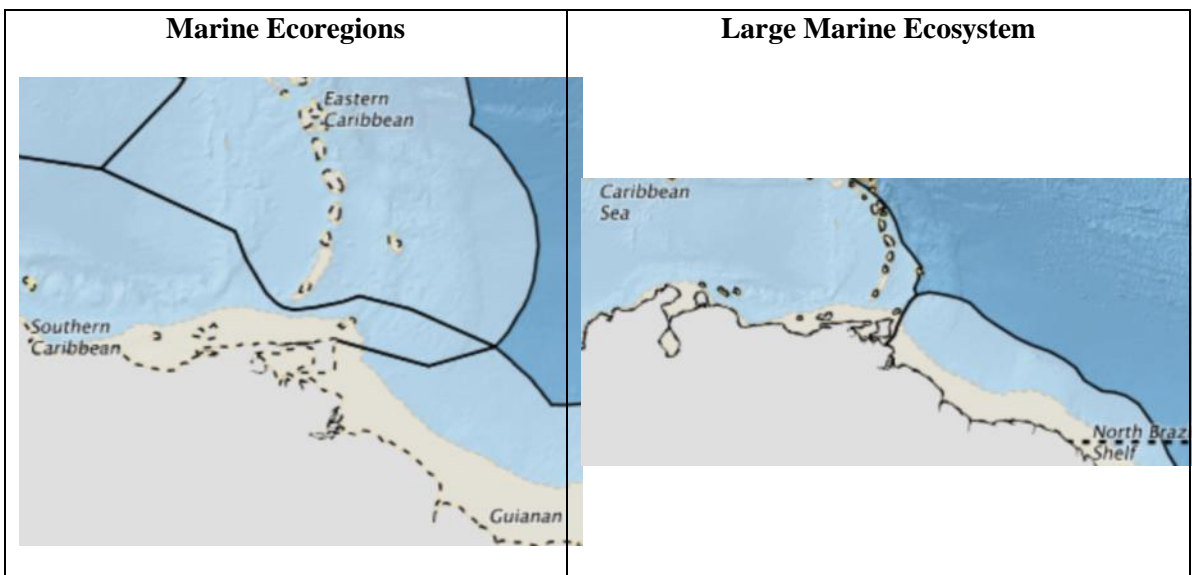 Marine Ecoregions
Large Marine Ecosystem
Eastern
Caribbean
Southern
Caribbean
Guianan
Caribbean
Sea
North Braz
Shelf